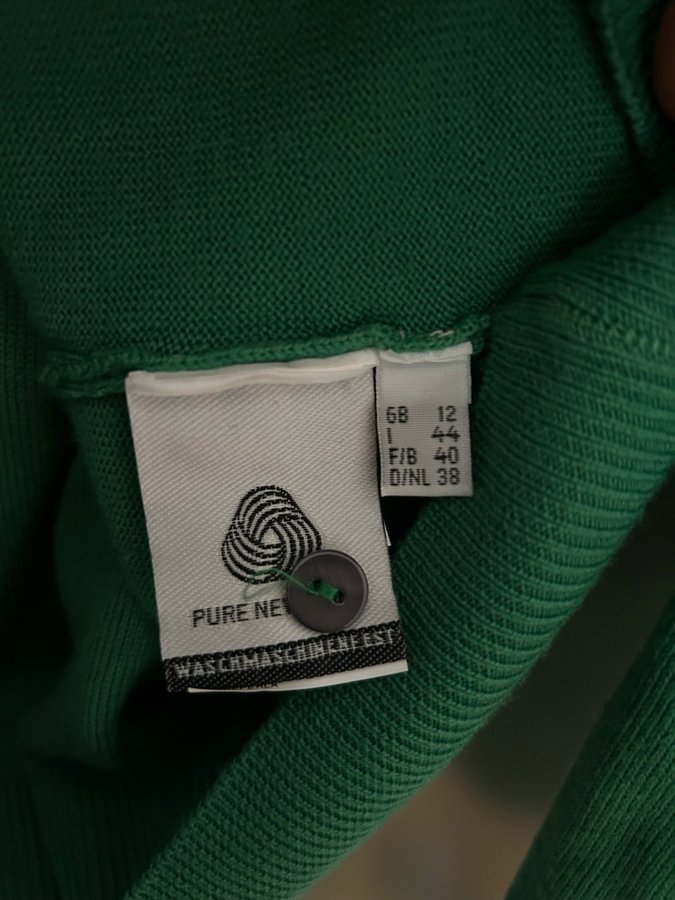 GB 12
I 44
F/B 40
D/NL 38
PURE NE
WASCHMASCHINENFEST